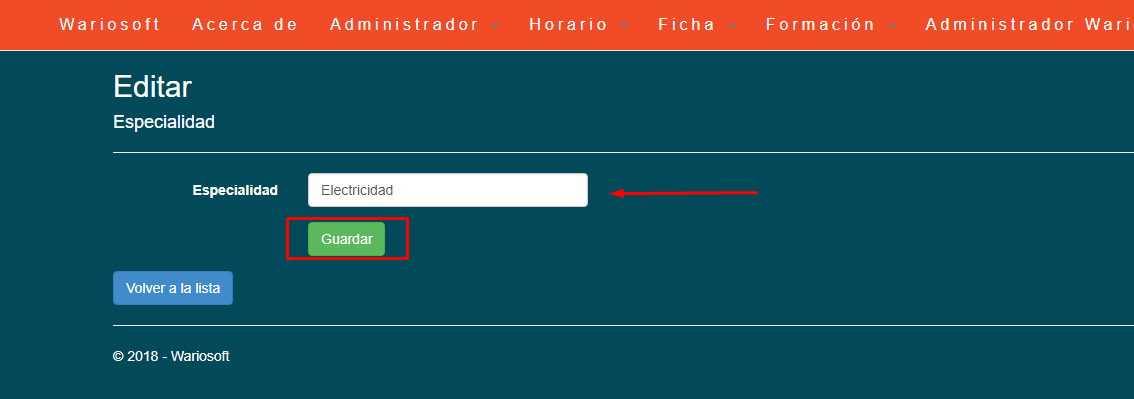 Wariosoft Acerca de Administrador Horario Ficha Formación Administrador Wari
Editar
Especialidad
Especialidad Electricidad
Guardar
Volver a la lista
© 2018 - Wariosoft